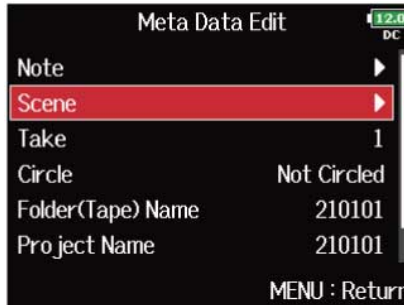 Meta Data Edit
12.0
DC
Note
Scene
Take 1
Circle Not Circled
Folder(Tape) Name 210101
Project Name 210101
MENU : Return